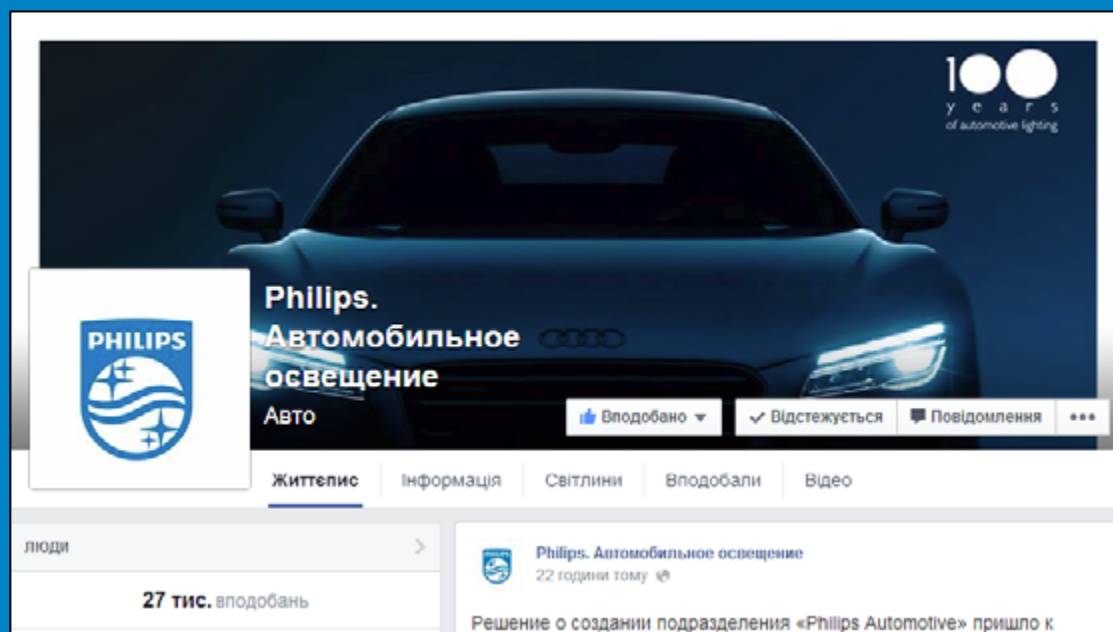 100
years
of automotive lighting
PHILIPS
Philips.
Автомобильное
освещение
Авто
Вподобано
Відстежується
Повідомлення
Життєпис
Інформація
Світлини
Вподобали
Відео
люди
27 тис. вподобань
Philips. Автомобильное освещение
22 години тому
Решение о создании подразделения «Philips Automotive» пришло к